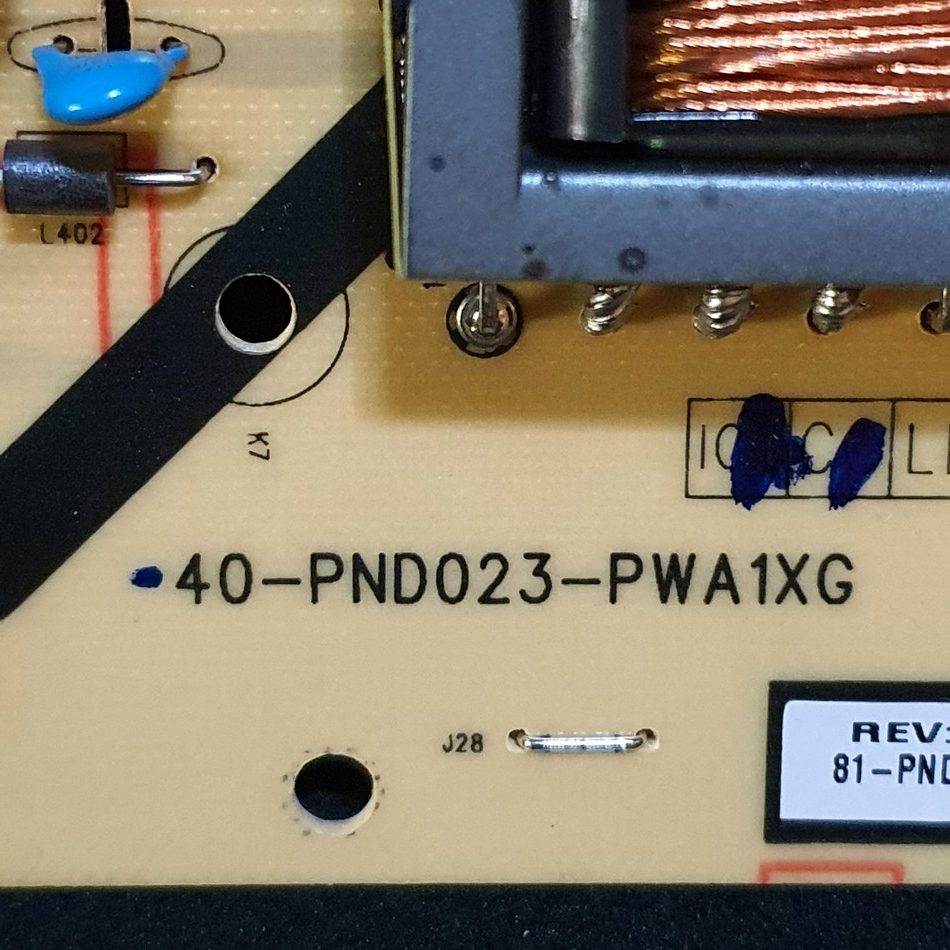 L402
K7
40-PND023-PWA1XG
J28
REV:
81-PND